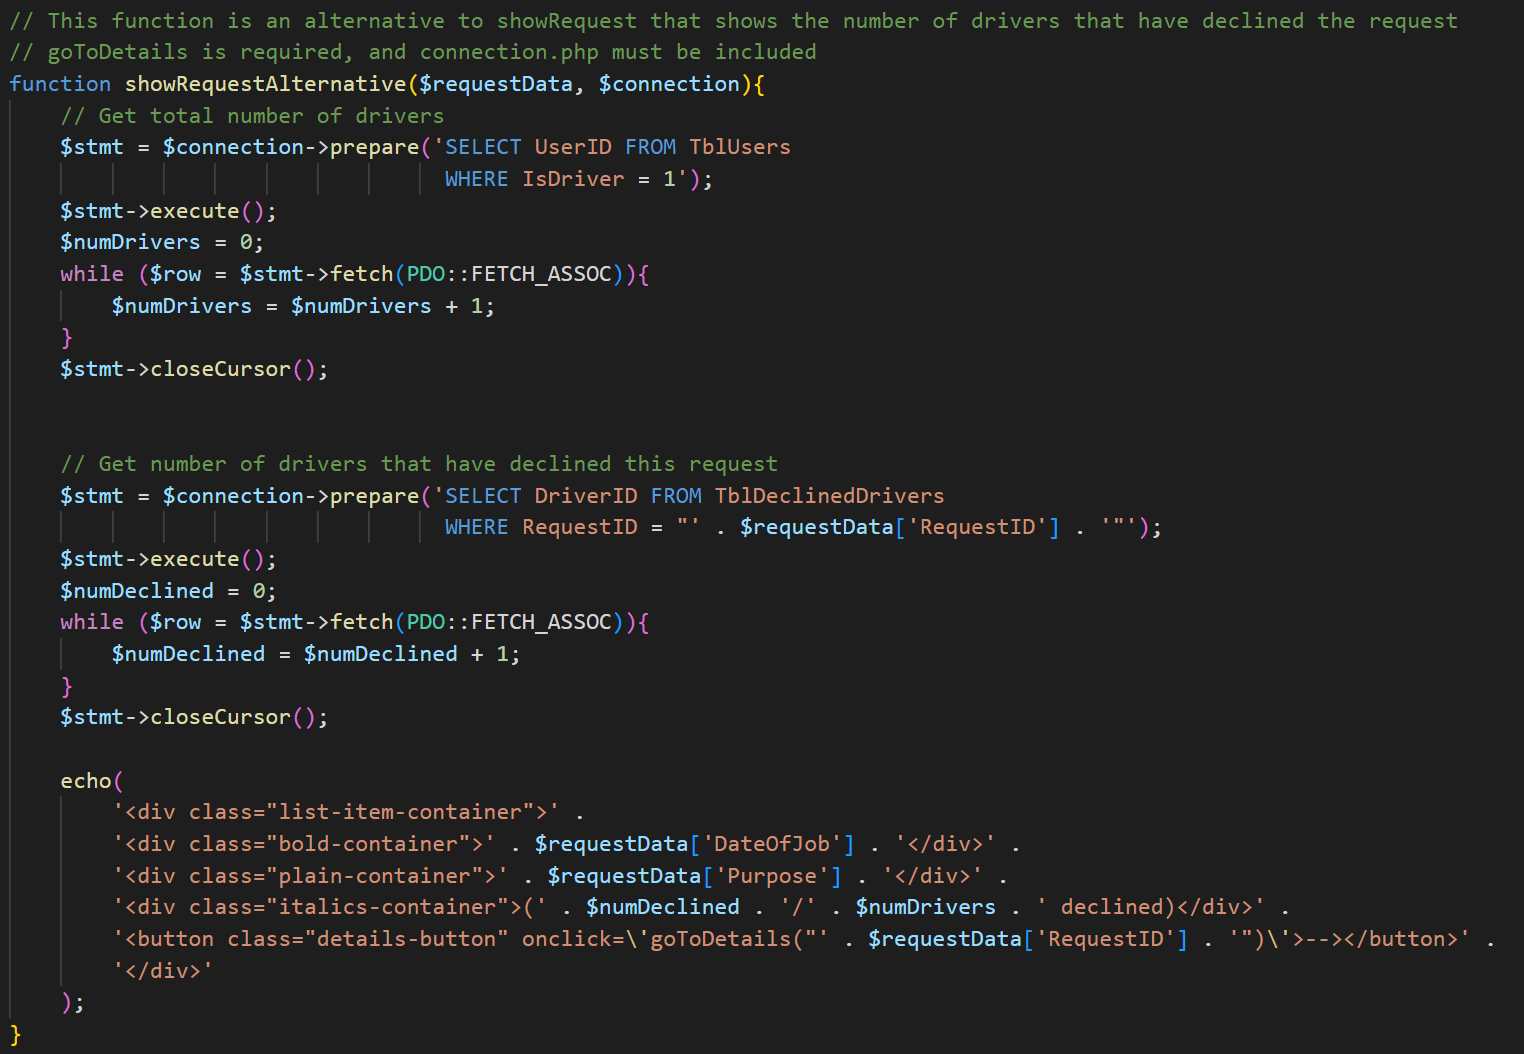 // This function is an alternative to showRequest that shows the number of drivers that have declined the request
// goToDetails is required, and connection.php must be included
function showRequestAlternative($requestData, $connection){
    // Get total number of drivers
    $stmt = $connection->prepare('SELECT UserID FROM TblUsers
                                  WHERE IsDriver = 1');
    $stmt->execute();
    $numDrivers = 0;
    while ($row = $stmt->fetch(PDO::FETCH_ASSOC)){
        $numDrivers = $numDrivers + 1;
    }
    $stmt->closeCursor();


    // Get number of drivers that have declined this request
    $stmt = $connection->prepare('SELECT DriverID FROM TblDeclinedDrivers
                                  WHERE RequestID = "' . $requestData['RequestID'] . '"');
    $stmt->execute();
    $numDeclined = 0;
    while ($row = $stmt->fetch(PDO::FETCH_ASSOC)){
        $numDeclined = $numDeclined + 1;
    }
    $stmt->closeCursor();

    echo(
        '<div class="list-item-container">' .
        '<div class="bold-container">' . $requestData['DateOfJob'] . '</div>' .
        '<div class="plain-container">' . $requestData['Purpose'] . '</div>' .
        '<div class="italics-container">(' . $numDeclined . '/' . $numDrivers . ' declined)</div>' .
        '<button class="details-button" onclick=\'goToDetails("' . $requestData['RequestID'] . '")\'>--></button>' .
        '</div>'
    );
}